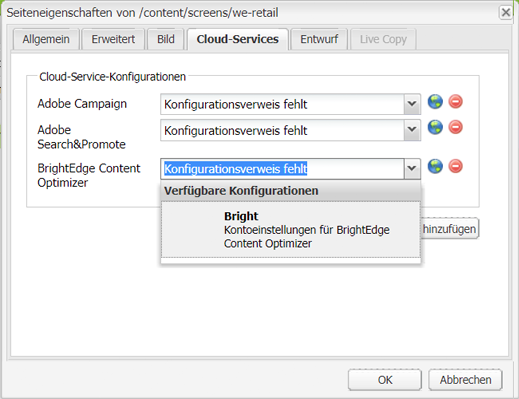 Seiteneigenschaften von /content/screens/we-retail
Allgemein Erweitert Bild Cloud-Services Entwurf Live Copy
Cloud-Service-Konfigurationen
Adobe Campaign Konfigurationsverweis fehlt
Adobe
Search&Promote Konfigurationsverweis fehlt
BrightEdge Content
Optimizer Konfigurationsverweis fehlt
Verfügbare Konfigurationen
Bright
Kontoeinstellungen für BrightEdge
Content Optimizer
hinzufügen
OK Abbrechen